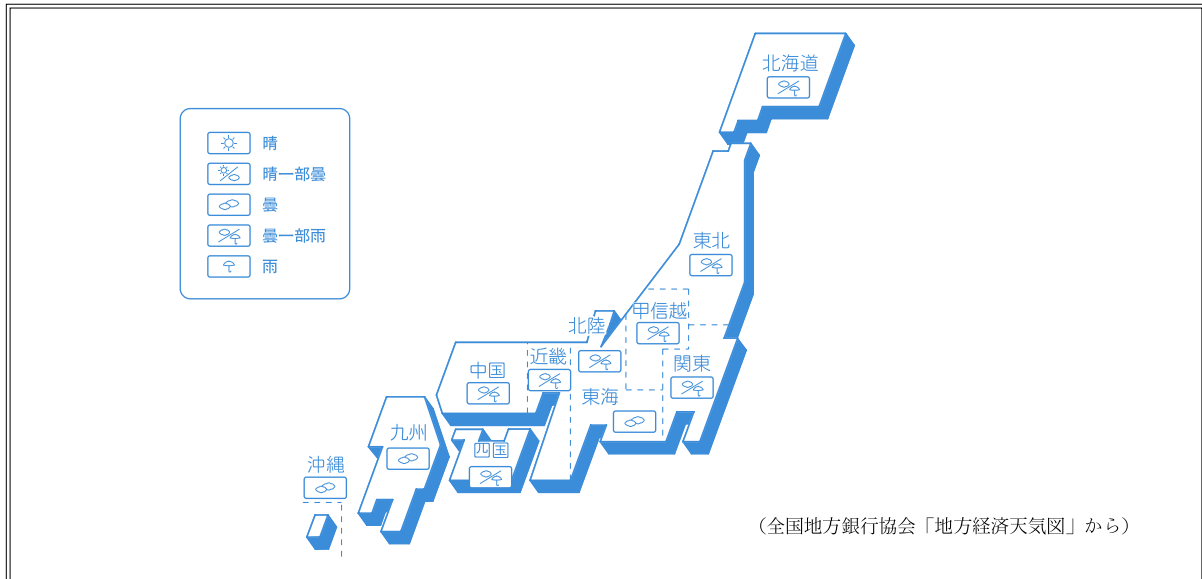 北海道
晴
晴一部曇
曇
曇一部雨
雨
東北
甲信越
北陸
近畿
関東
中国
東海
九州
四国
沖縄
（全国地方銀行協会「地方経済天気図」から）